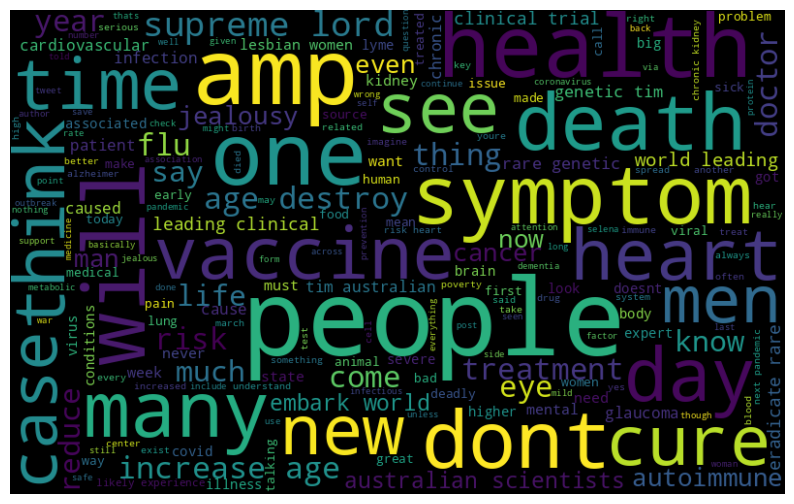 year
supreme lord
clinical trial
health
thats
serious
well
given
question
right
back
problem
number
told
lesbian women
lyme
chronic
call
big
key
via
chronic kidney
cardiovascular
infection
tweet
time
amp
even
treated
kidney
issue
coronavirus
genetic tim
doctor
protein
author
save
check
wrong
self
continue
made
sick
high
associated
jealousy
source
see
death
rate
might
birth
related
imagine
youre
patient
flu
one
want
thing
rare genetic
world leading
better
make
association
died
control
spread
another
got
point
alzheimer
say
human
symptom
outbreak
nothing
caused
early
may
age destroy
hear
really
support
today
pandemic
food
mean
attention
viral
treat
casethink
will
medicine
basically
leading clinical
prevention
risk heart
now
selena
immune
always
heart
jealous
man
vaccine
form
across
cancer
long
look
doesnt
often
metabolic
medical
done
brain
dementia
war
pain
must
tim australian
poverty
first
drug
system
men
life
said
body
virus
conditions
lung
cause
people
take
seen
last
march
test
cell
everything
post
factor
expert
know
never
risk
something
animal
severe
side
week
state
come
bad
treatment
women
yes
day
reduce
every
much
increased
include understand
infectious
deadly
need
mild
eye
many
unless
higher
mental
glaucoma
though
blood
next pandemic
eradicate rare
use
embark world
center
new
dont
cure
still
exist
covid
way
talking
great
increase age
safe
likely experience
illness
australian scientists
woman
autoimmune